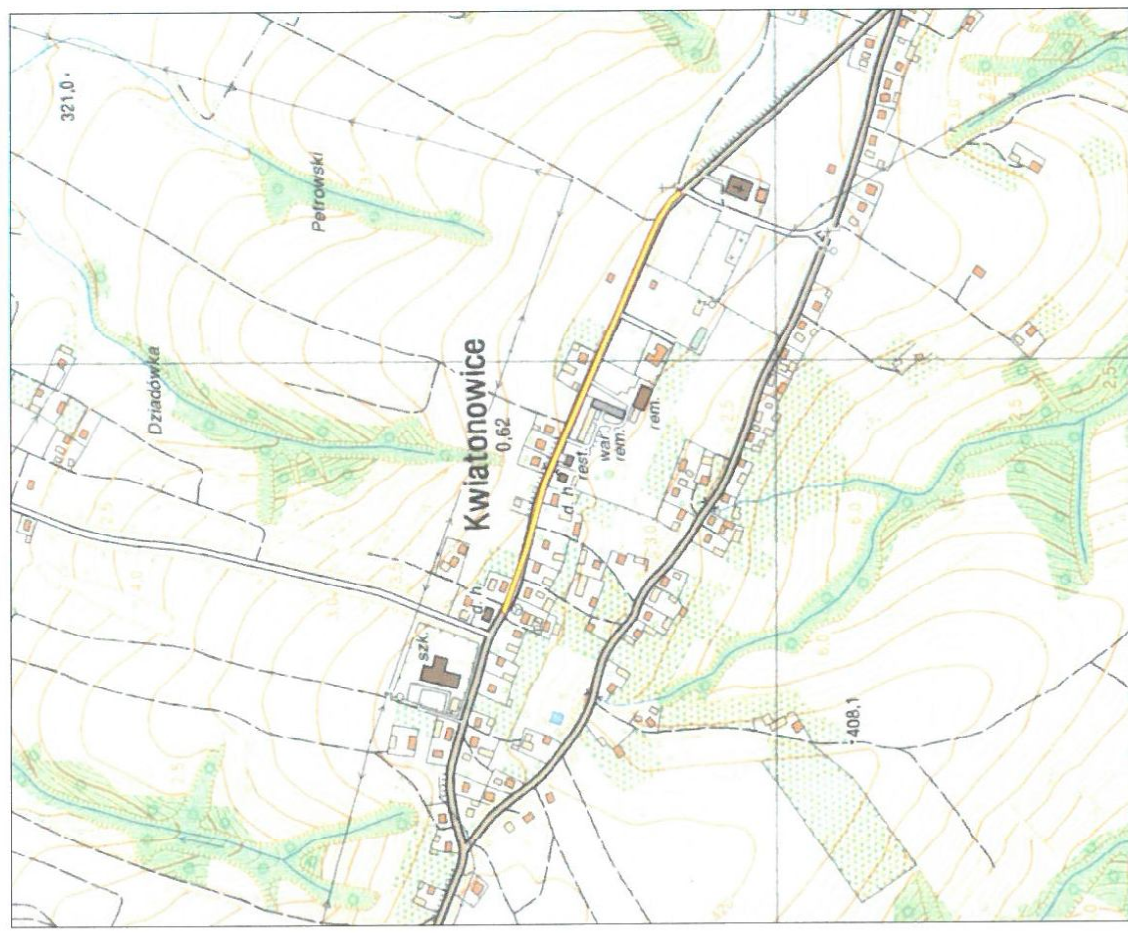 321,0
Petrowski
Dziadówka
Kwiatonowice
0,62
szk.
d. h.
d. h.
rest.
war.
rem.
rem.
408,1